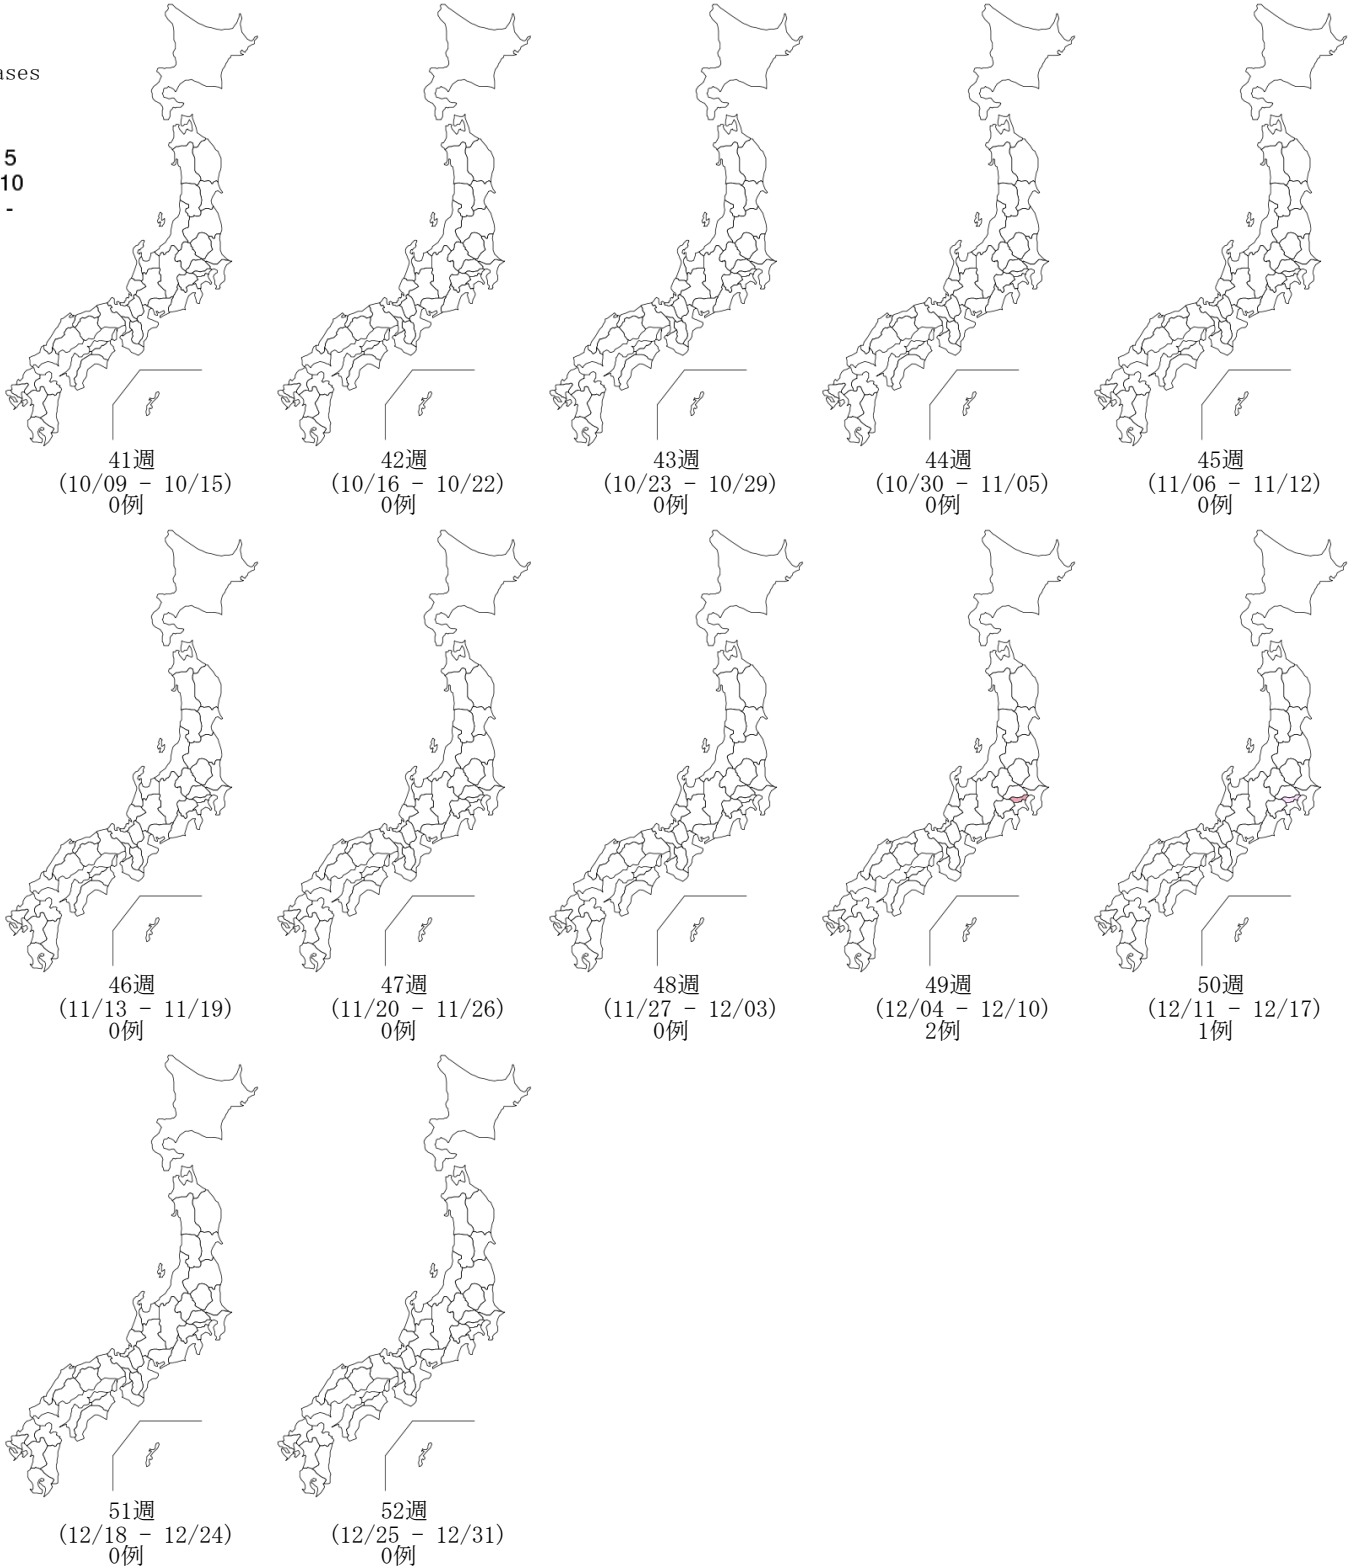 ases
5
10
-
41週
(10/09 - 10/15)
0例
42週
(10/16 - 10/22)
0例
43週
(10/23 - 10/29)
0例
44週
(10/30 - 11/05)
0例
45週
(11/06 - 11/12)
0例
46週
(11/13 - 11/19)
0例
47週
(11/20 - 11/26)
0例
48週
(11/27 - 12/03)
0例
49週
(12/04 - 12/10)
2例
50週
(12/11 - 12/17)
1例
51週
(12/18 - 12/24)
0例
52週
(12/25 - 12/31)
0例